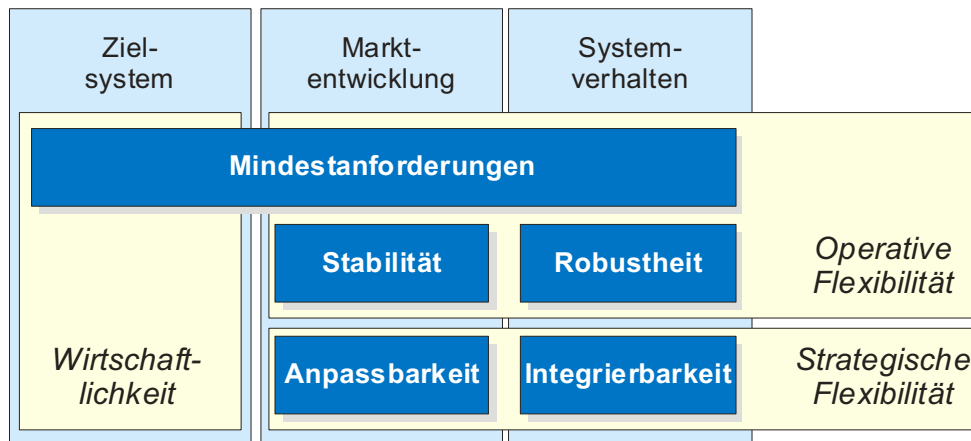 Ziel-
system
Markt-
entwicklung
System-
verhalten
Mindestanforderungen
Stabilität
Robustheit
Operative
Flexibilität
Wirtschaft-
lichkeit
Anpassbarkeit
Integrierbarkeit
Strategische
Flexibilität